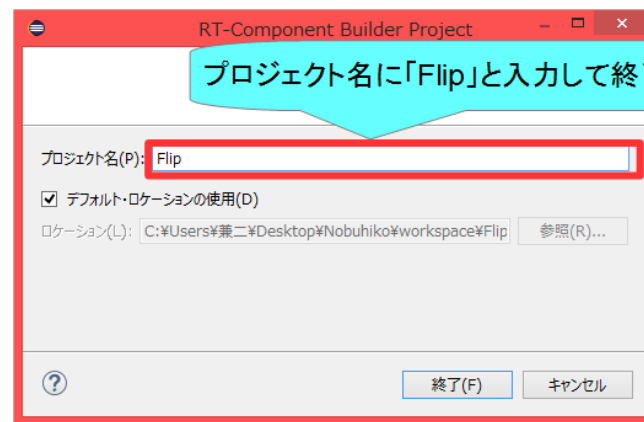 RT-Component Builder Project
プロジェクト名に「Flip」と入力して終
プロジェクト名(P): Flip
デフォルト・ロケーションの使用(D)
ロケーション(L): C:¥Users¥兼二¥Desktop¥Nobuhiko¥workspace¥Flip 参照(R)...
終了(F) キャンセル